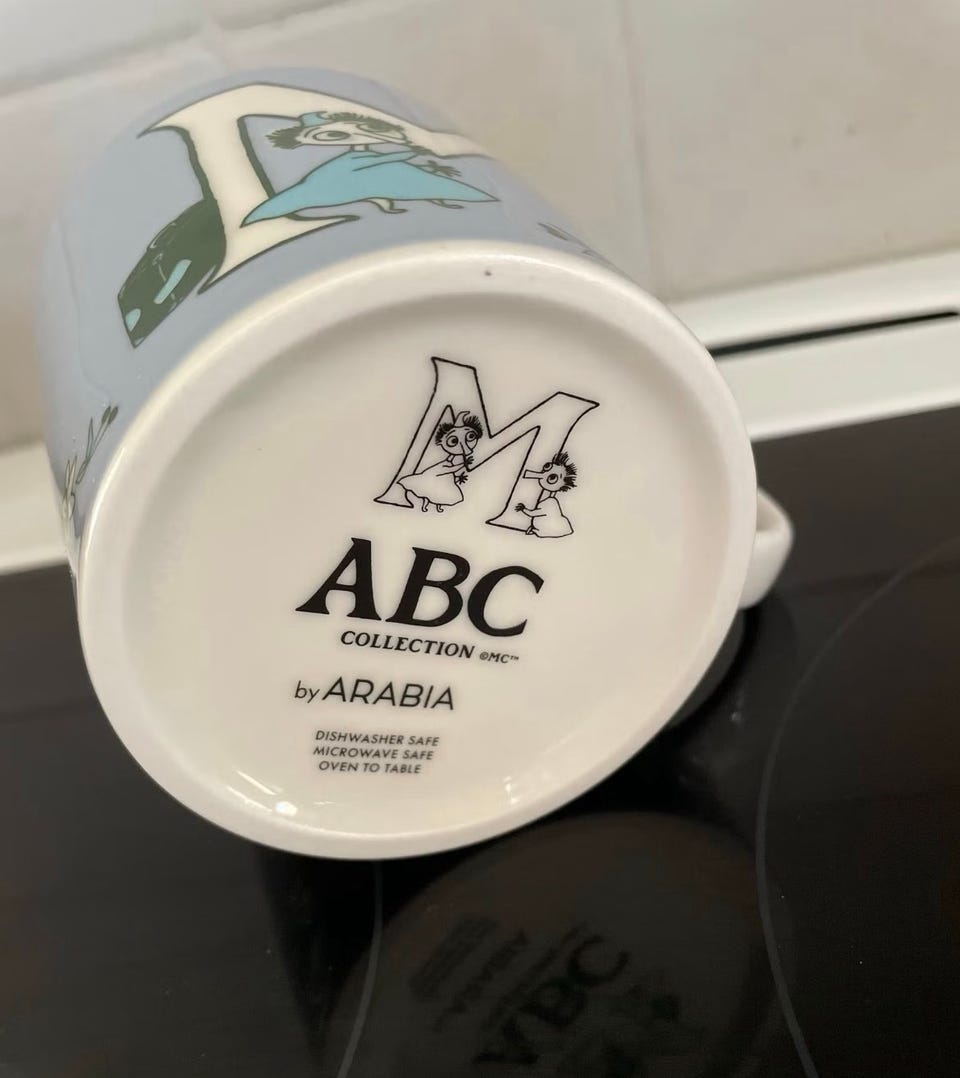 M
ABC
COLLECTION ©MC™
by ARABIA
DISHWASHER SAFE
MICROWAVE SAFE
OVEN TO TABLE